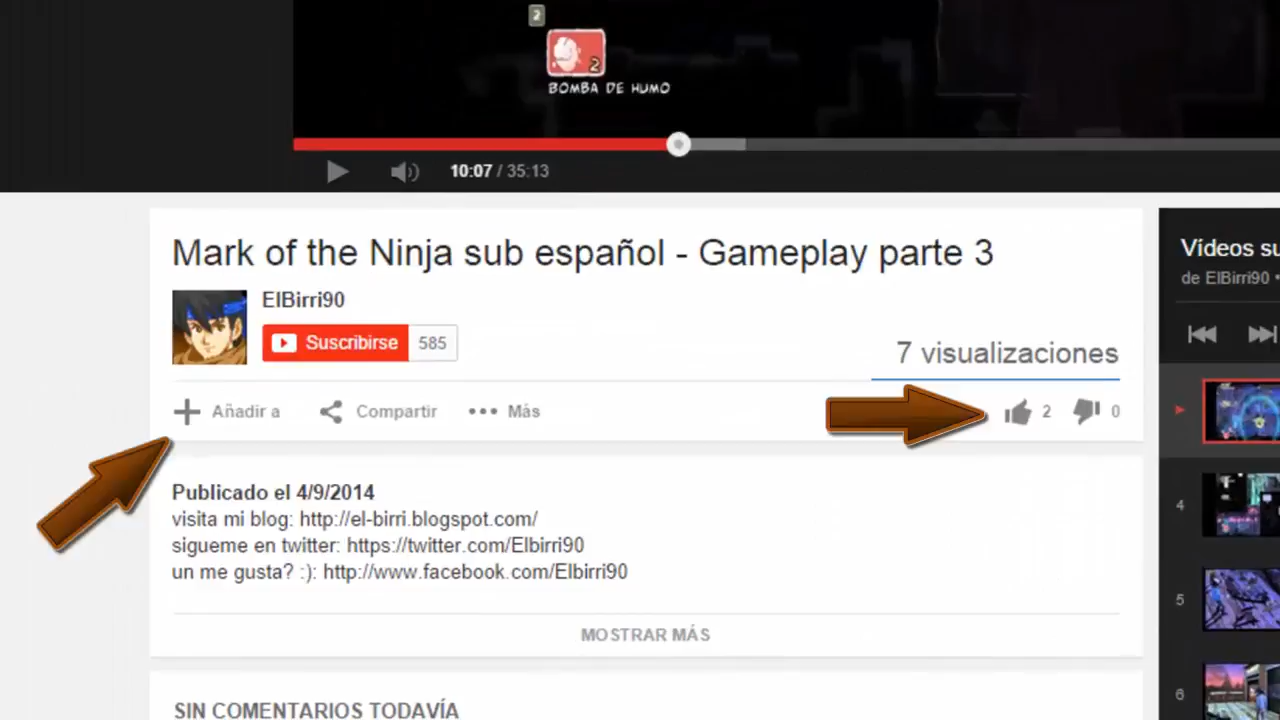 2
2
BOMBA DE HUMO
10:07 / 35:13
Mark of the Ninja sub español - Gameplay parte 3
ElBirri90
Suscribirse 585
7 visualizaciones
Añadir a Compartir Más 2 0
Publicado el 4/9/2014
visita mi blog: http://el-birri.blogspot.com/
sigueme en twitter: https://twitter.com/Elbirri90
un me gusta? :): http://www.facebook.com/Elbirri90
MOSTRAR MÁS
SIN COMENTARIOS TODAVÍA
Vídeos su
de ElBirri90 •
4
5
6